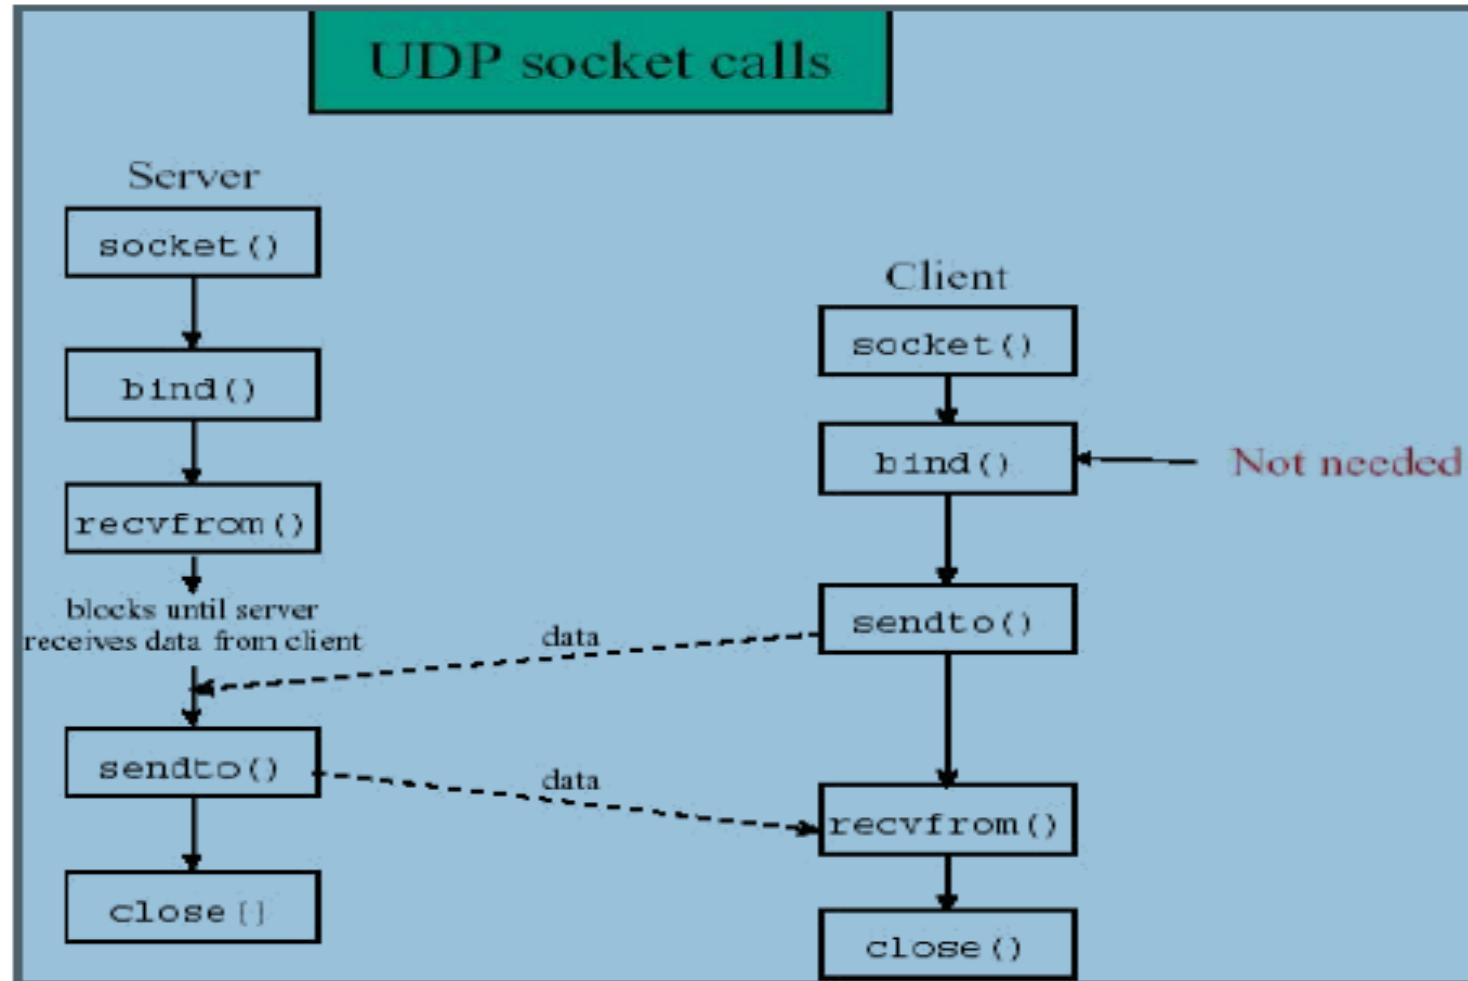 UDP socket calls
Server
socket()
bind()
recvfrom()
blocks until server
receives data from client
sendto()
close()
Client
socket()
bind()
Not needed
sendto()
data
data
recvfrom()
close()